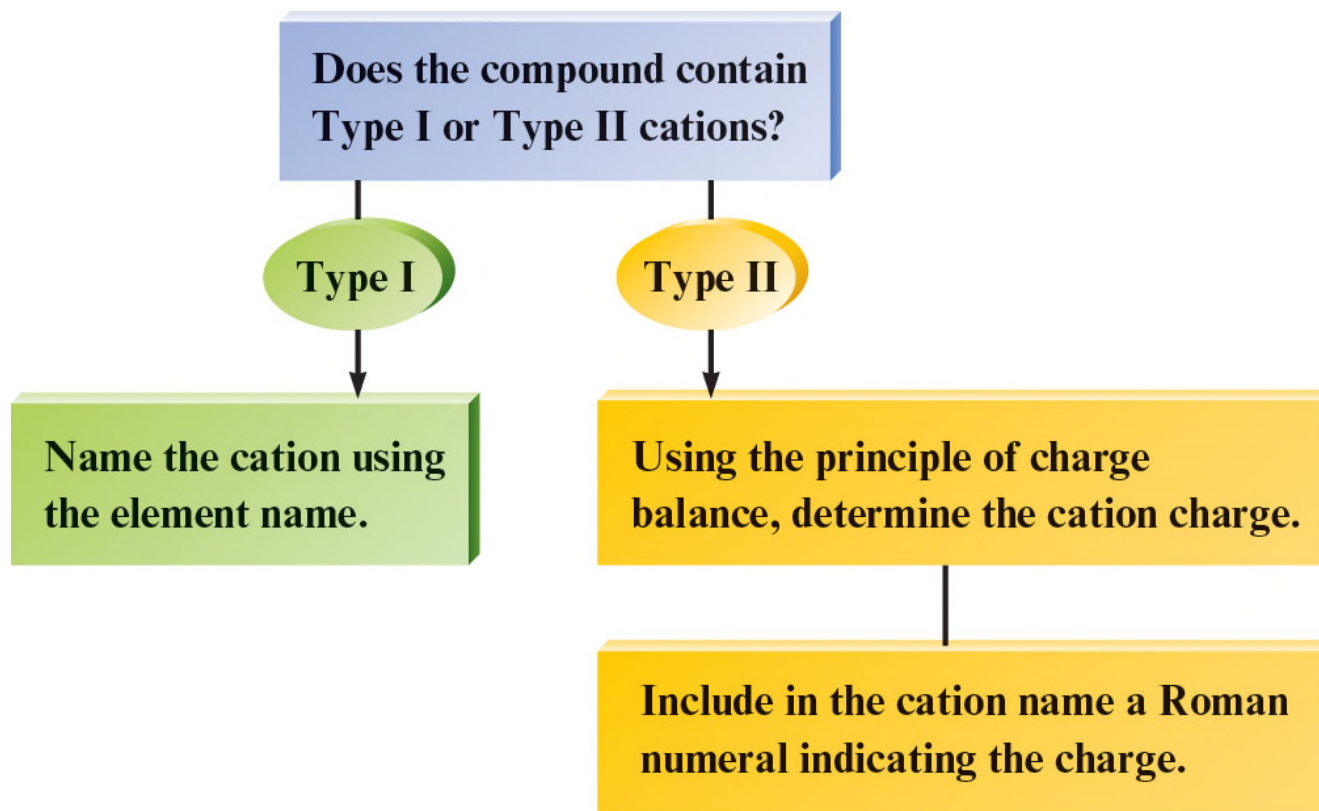 Does the compound contain
Type I or Type II cations?
Type I
Type II
Name the cation using
the element name.
Using the principle of charge
balance, determine the cation charge.
Include in the cation name a Roman
numeral indicating the charge.